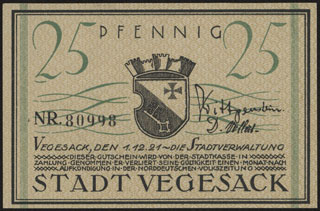 PFENNIG
25 25
NR. 80998
Wittgenstein
VEGESACK, DEN 1.12.21 ~ DIE STADTVERWALTUNG
DIESER GUTSCHEIN WIRD VON DER STADTKASSE IN
ZAHLUNG GENOMMEN ER VERLIERT SEINE GÜLTIGKEIT EINEN MONAT NACH
AUFKÜNDIGUNG IN DER NORDDEUTSCHEN VOLKSZEITUNG
STADT VEGESACK